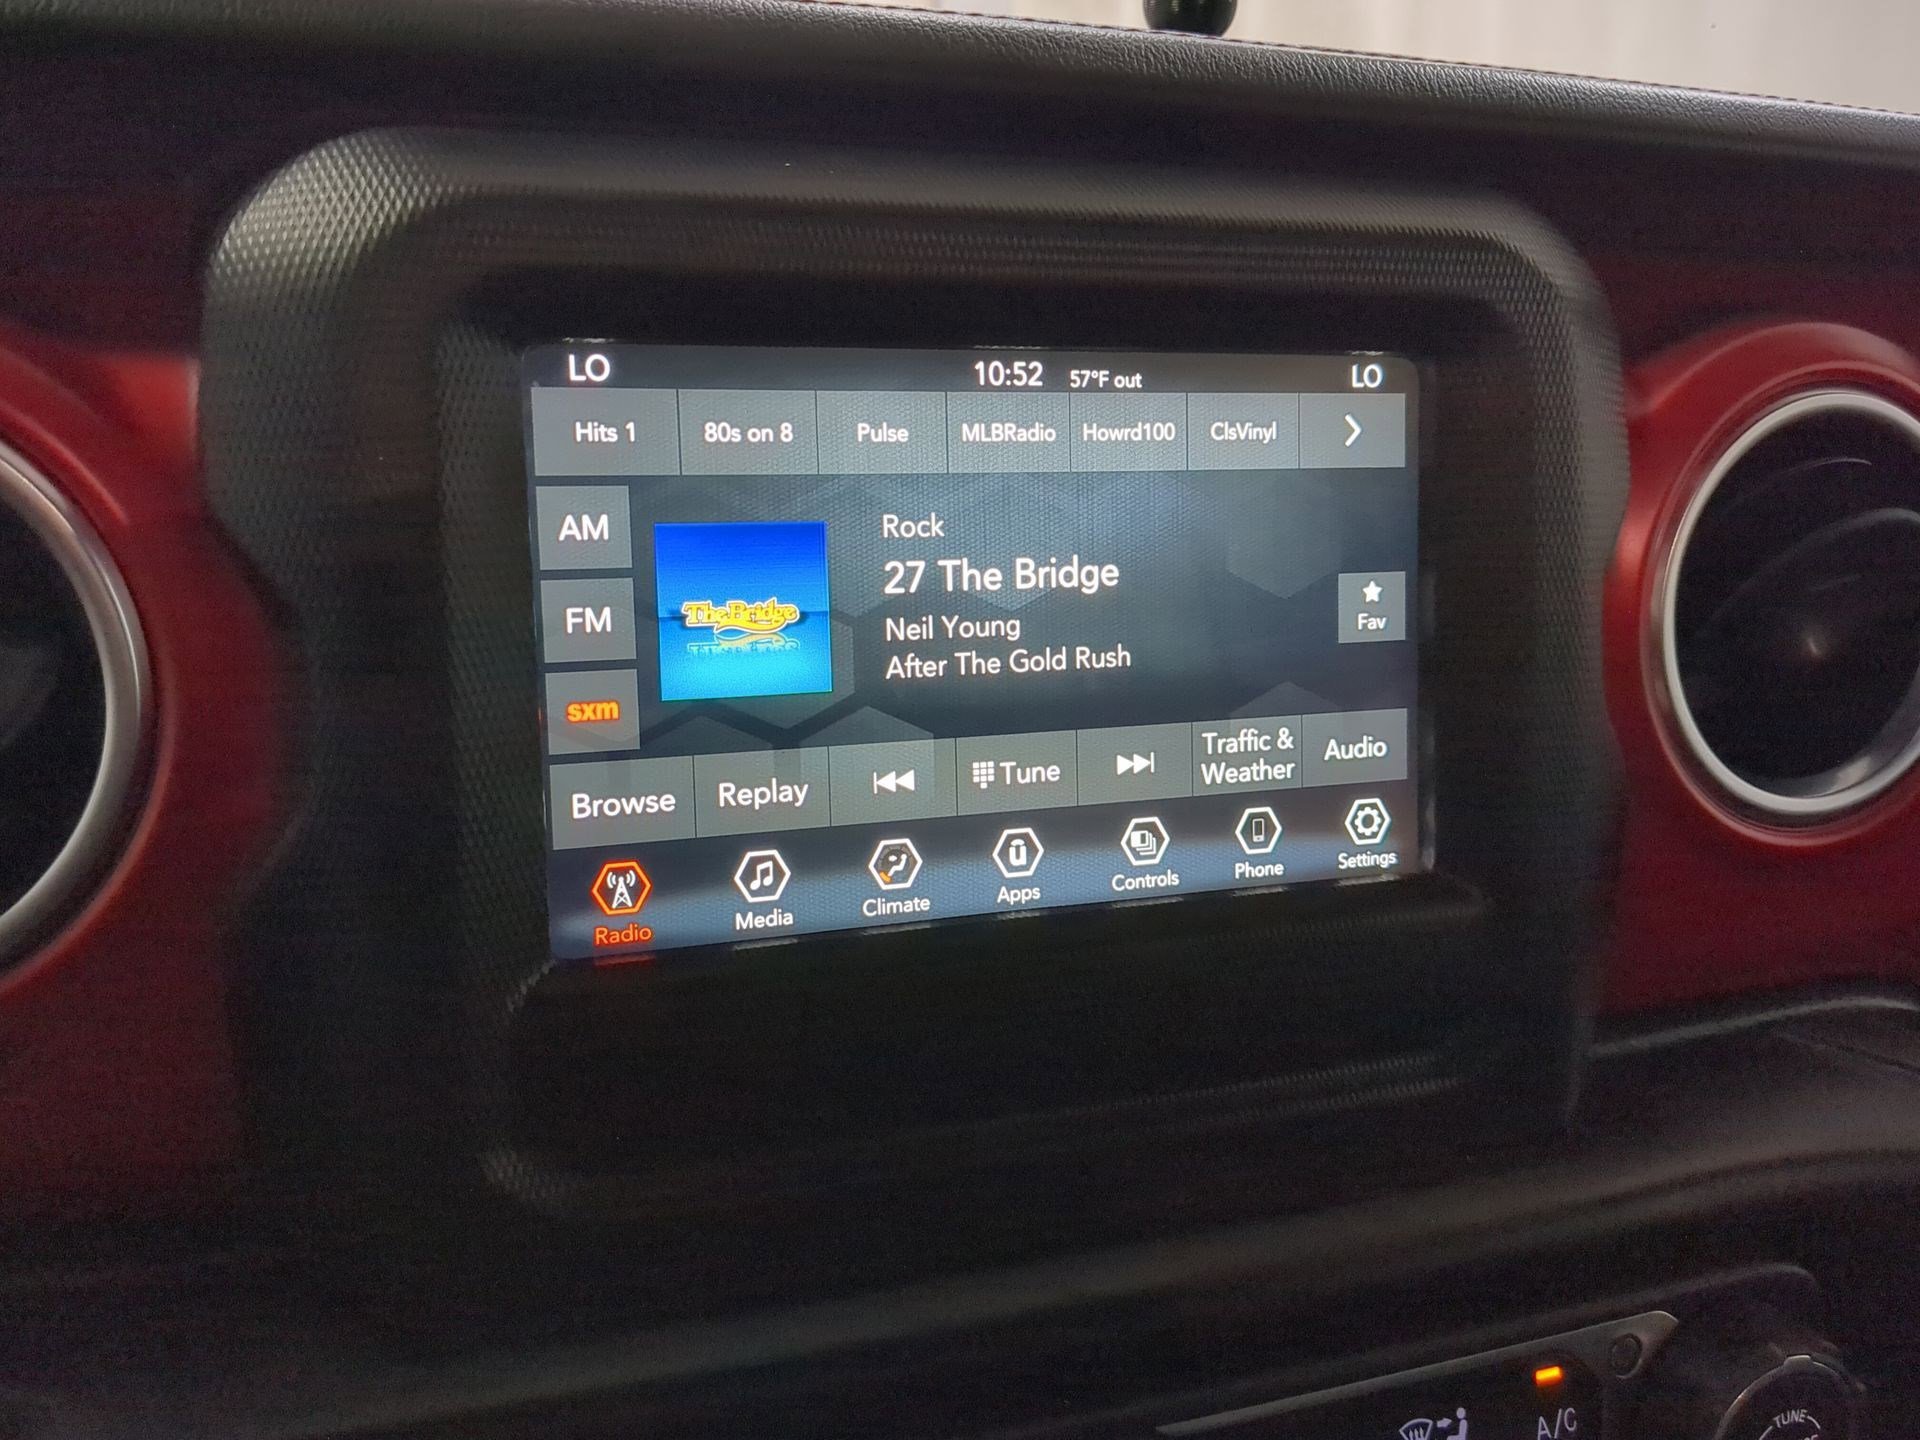 LO 10:52 57°F out LO
Hits 1 80s on 8 Pulse MLBRadio Howrd100 ClsVinyl
AM
FM
sxm
The Bridge
Rock
27 The Bridge
Neil Young
After The Gold Rush
Fav
Browse Replay Tune Traffic & Weather Audio
Radio Media Climate Apps Controls Phone Settings
A/C
TUNE